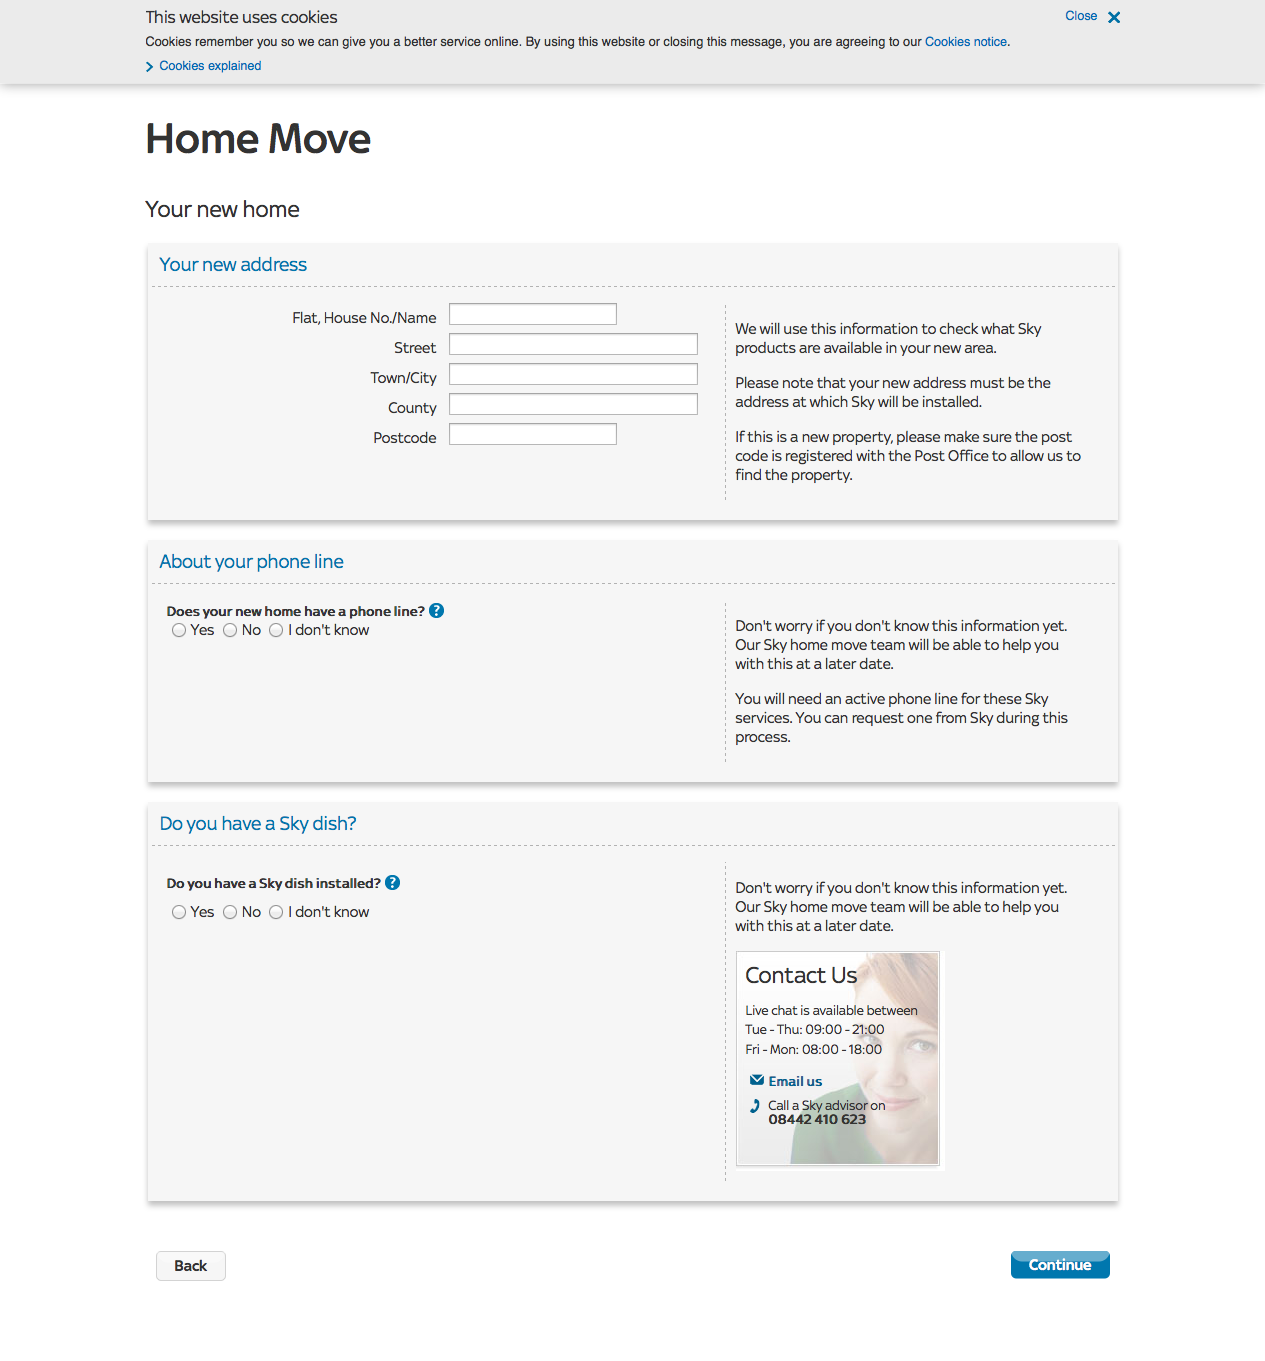 This website uses cookies
Close
Cookies remember you so we can give you a better service online. By using this website or closing this message, you are agreeing to our Cookies notice.
Cookies explained
Home Move
Your new home
Your new address
Flat, House No./Name
Street
Town/City
County
Postcode
We will use this information to check what Sky
products are available in your new area.
Please note that your new address must be the
address at which Sky will be installed.
If this is a new property, please make sure the post
code is registered with the Post Office to allow us to
find the property.
About your phone line
Does your new home have a phone line? ?
Yes No I don't know
Don't worry if you don't know this information yet.
Our Sky home move team will be able to help you
with this at a later date.
You will need an active phone line for these Sky
services. You can request one from Sky during this
process.
Do you have a Sky dish?
Do you have a Sky dish installed? ?
Yes No I don't know
Don't worry if you don't know this information yet.
Our Sky home move team will be able to help you
with this at a later date.
Contact Us
Live chat is available between
Tue - Thu: 09:00 - 21:00
Fri - Mon: 08:00 - 18:00
Email us
Call a Sky advisor on
08442 410 623
Back
Continue